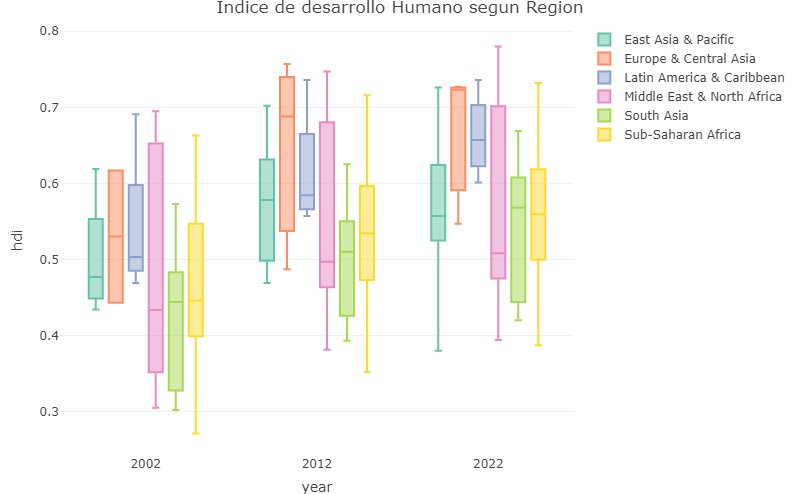 Indice de desarrollo Humano segun Region
0.8
0.7
0.6
0.5
0.4
0.3
hdi
2002
2012
2022
year
East Asia & Pacific
Europe & Central Asia
Latin America & Caribbean
Middle East & North Africa
South Asia
Sub-Saharan Africa